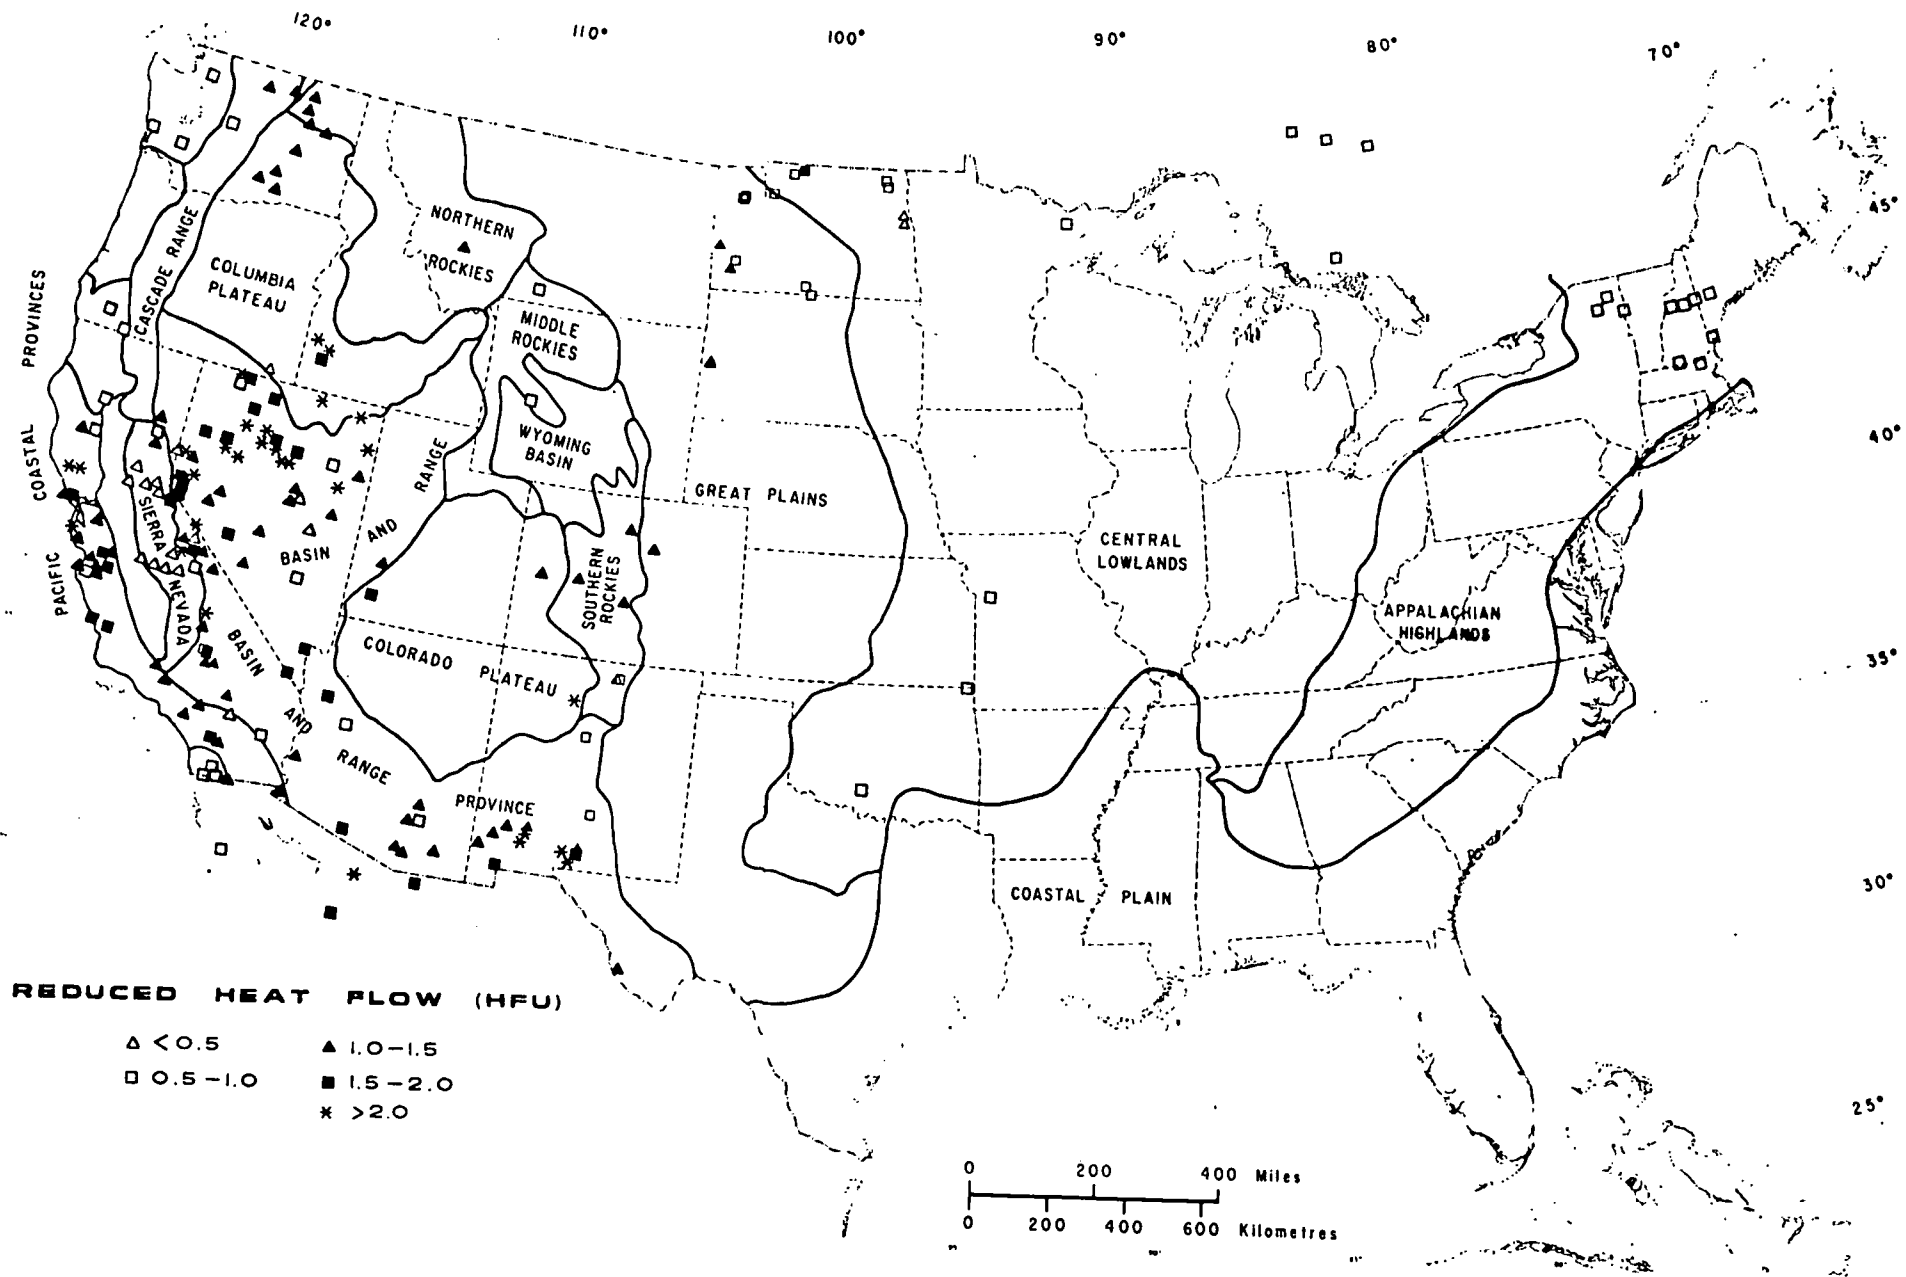 120°
110°
100°
90°
80°
70°
45°
40°
35°
30°
25°
PACIFIC COASTAL PROVINCES
CASCADE RANGE
COLUMBIA
PLATEAU
NORTHERN
ROCKIES
MIDDLE
ROCKIES
WYOMING
BASIN
GREAT PLAINS
SIERRA NEVADA
BASIN AND RANGE
SOUTHERN
ROCKIES
COLORADO PLATEAU
BASIN AND RANGE PROVINCE
CENTRAL
LOWLANDS
APPALACHIAN
HIGHLANDS
COASTAL PLAIN
REDUCED HEAT FLOW (HFU)
△ <0.5
▲ 1.0-1.5
□ 0.5-1.0
■ 1.5-2.0
* >2.0
0 200 400 Miles
0 200 400 600 Kilometres